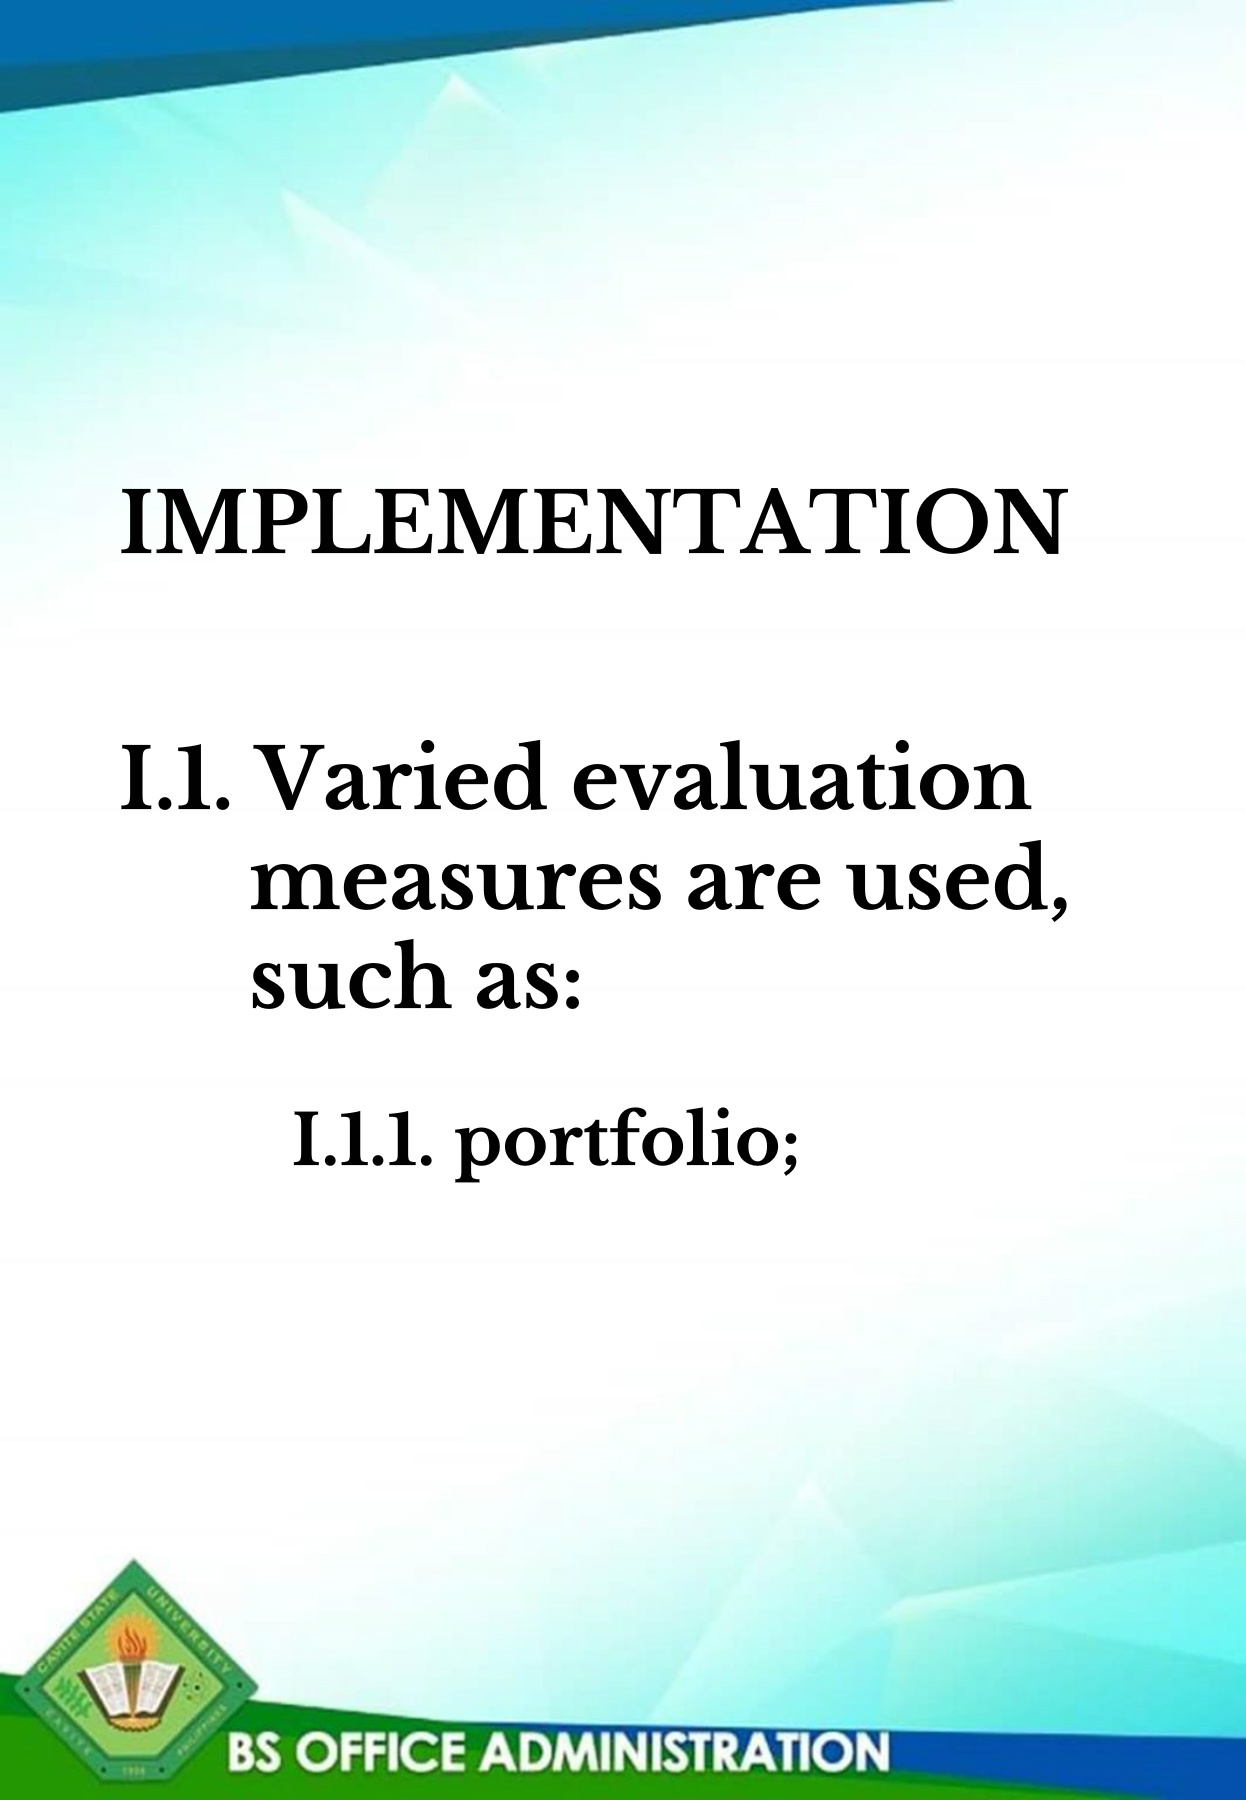 IMPLEMENTATION
I.1. Varied evaluation
measures are used,
such as:
I.1.1. portfolio;
CAVITE STATE UNIVERSITY
CAVITE PHILIPPINES
1906
BS OFFICE ADMINISTRATION